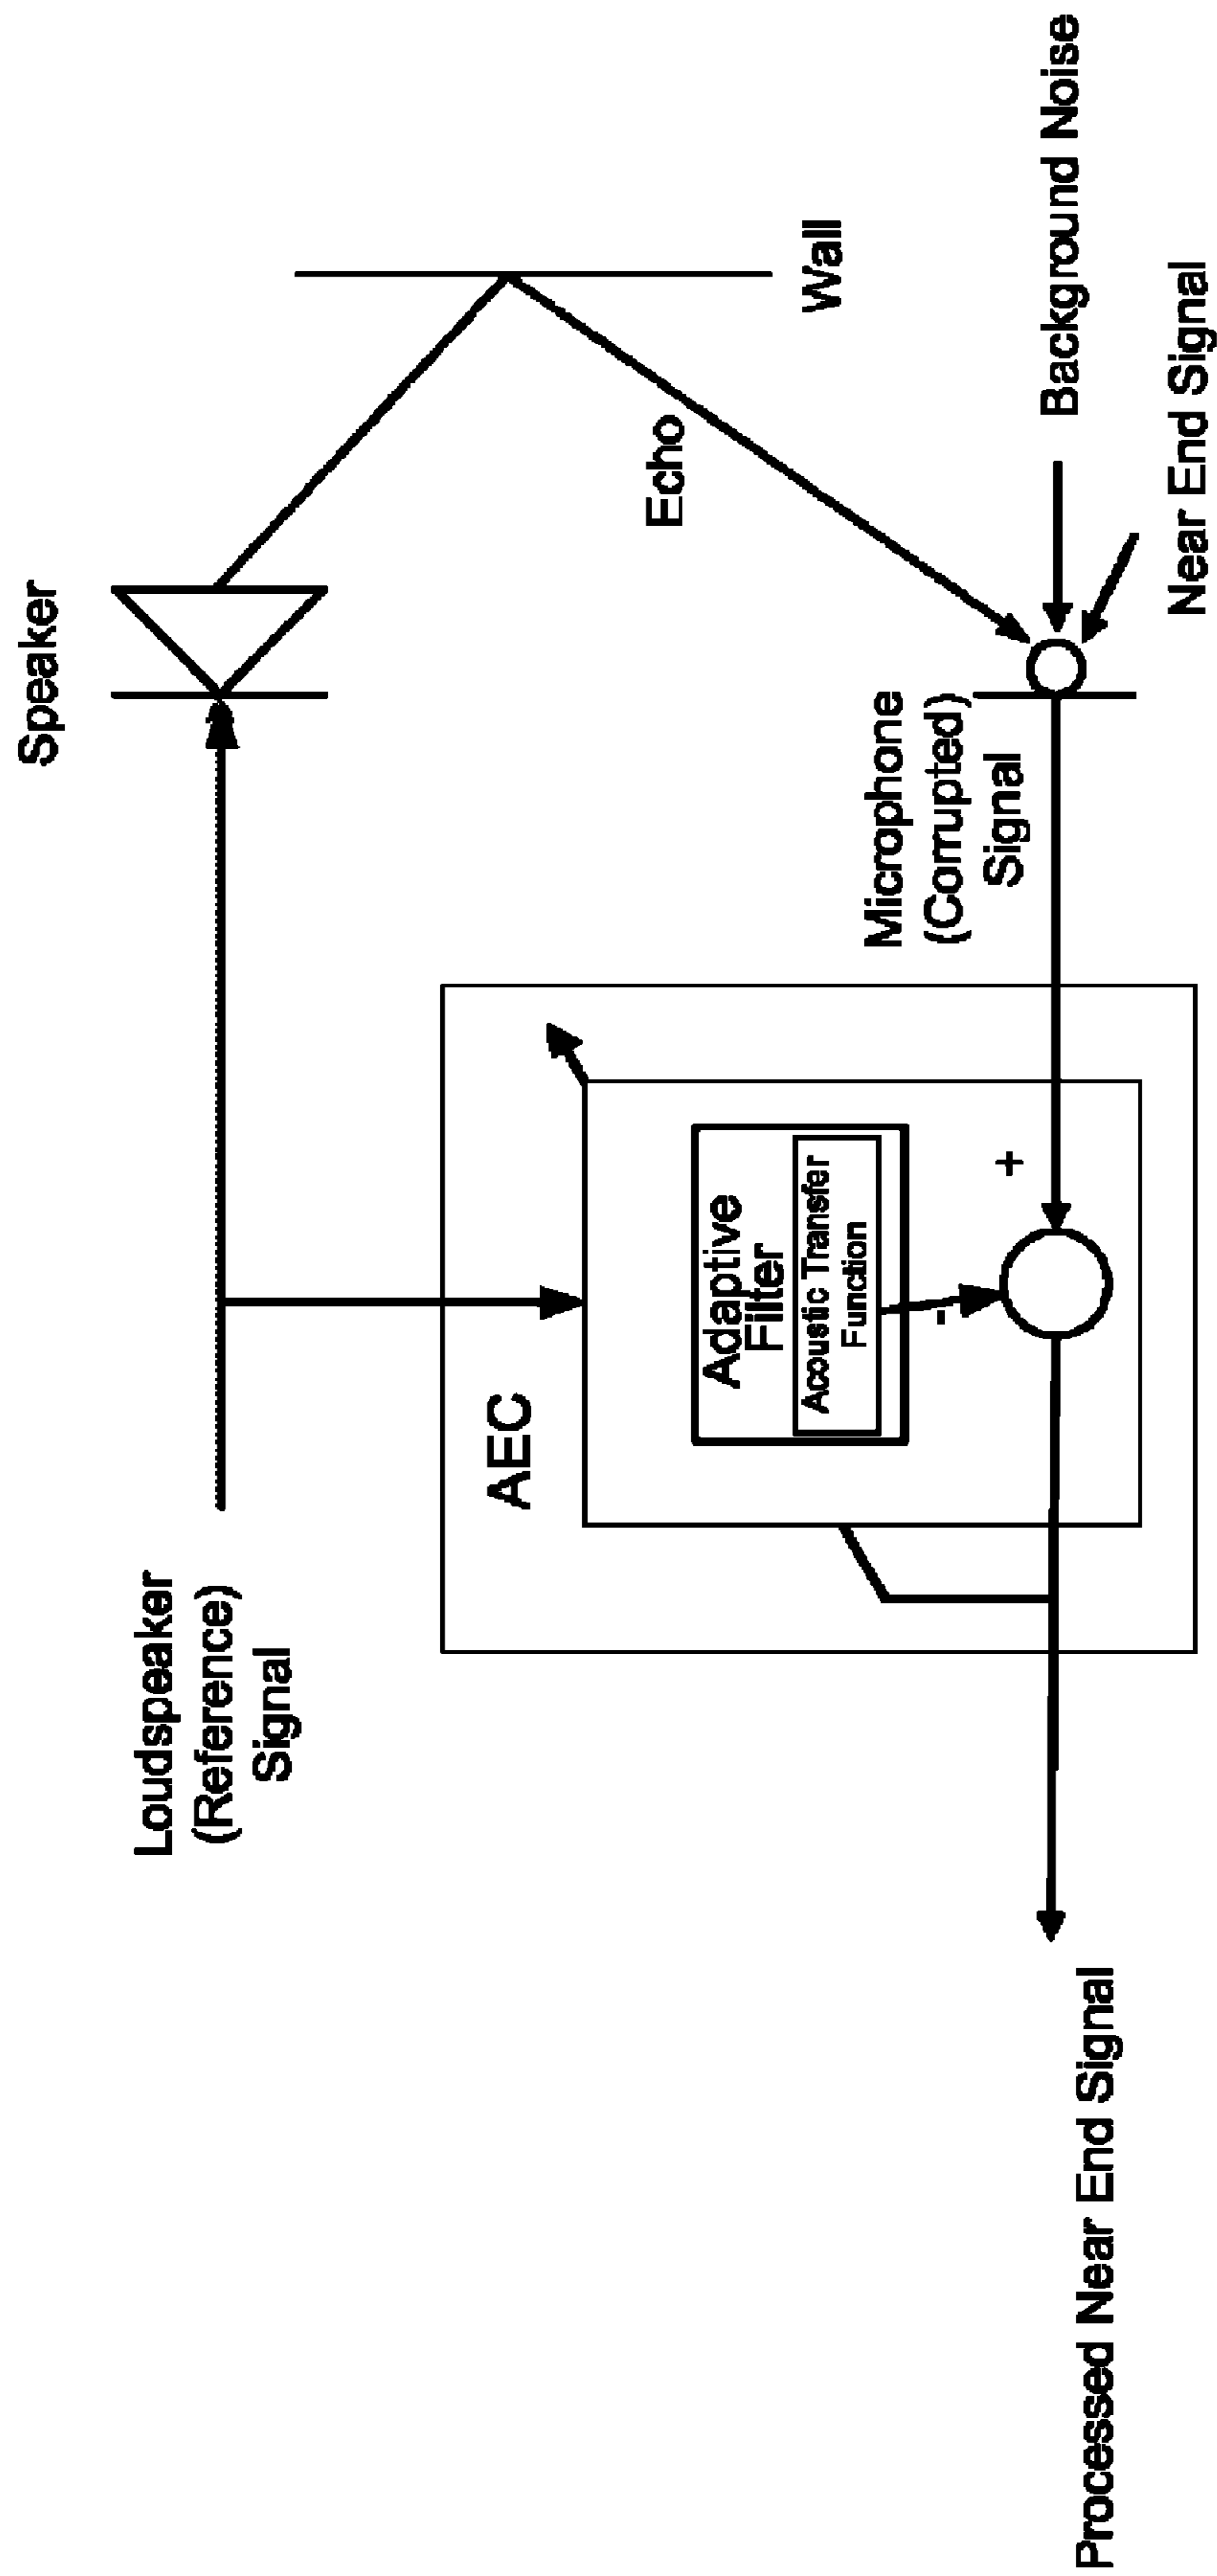 Speaker
Loudspeaker
(Reference)
Signal
AEC
Wall
Echo
Adaptive
Filter
Acoustic Transfer
Function
-
+
Microphone
(Corrupted)
Signal
Background Noise
Near End Signal
Processed Near End Signal